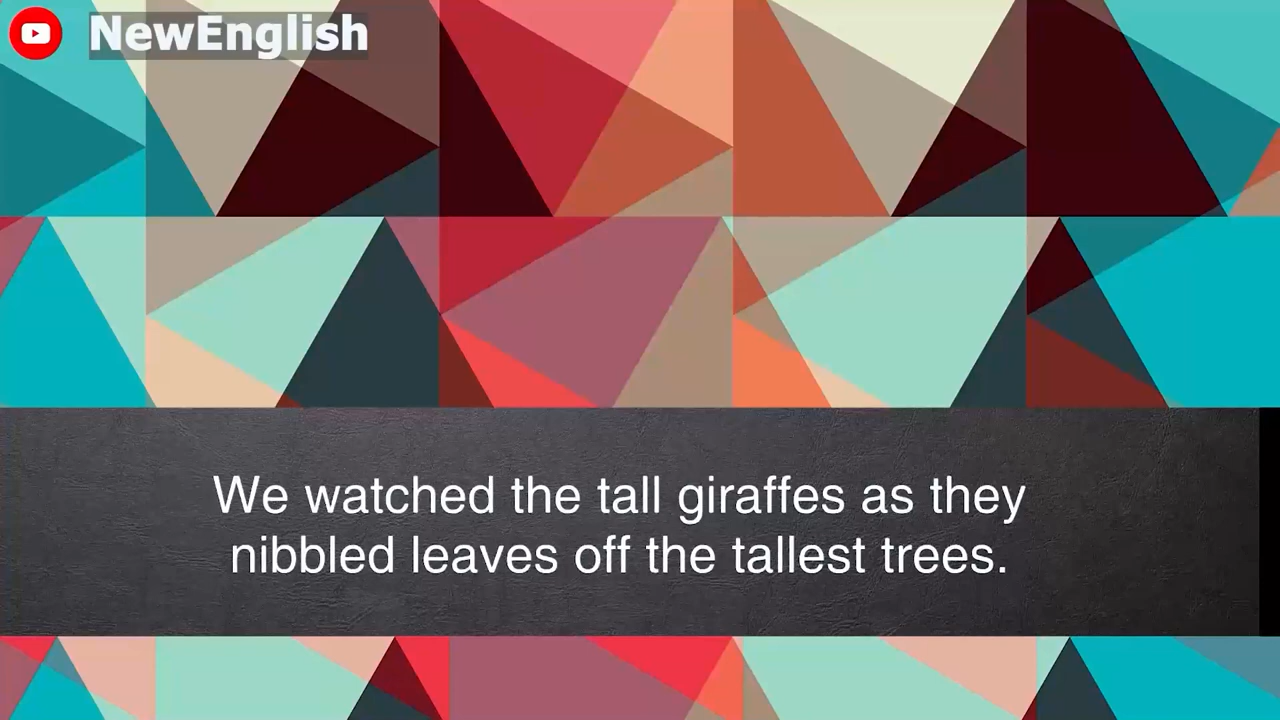 NewEnglish
We watched the tall giraffes as they
nibbled leaves off the tallest trees.